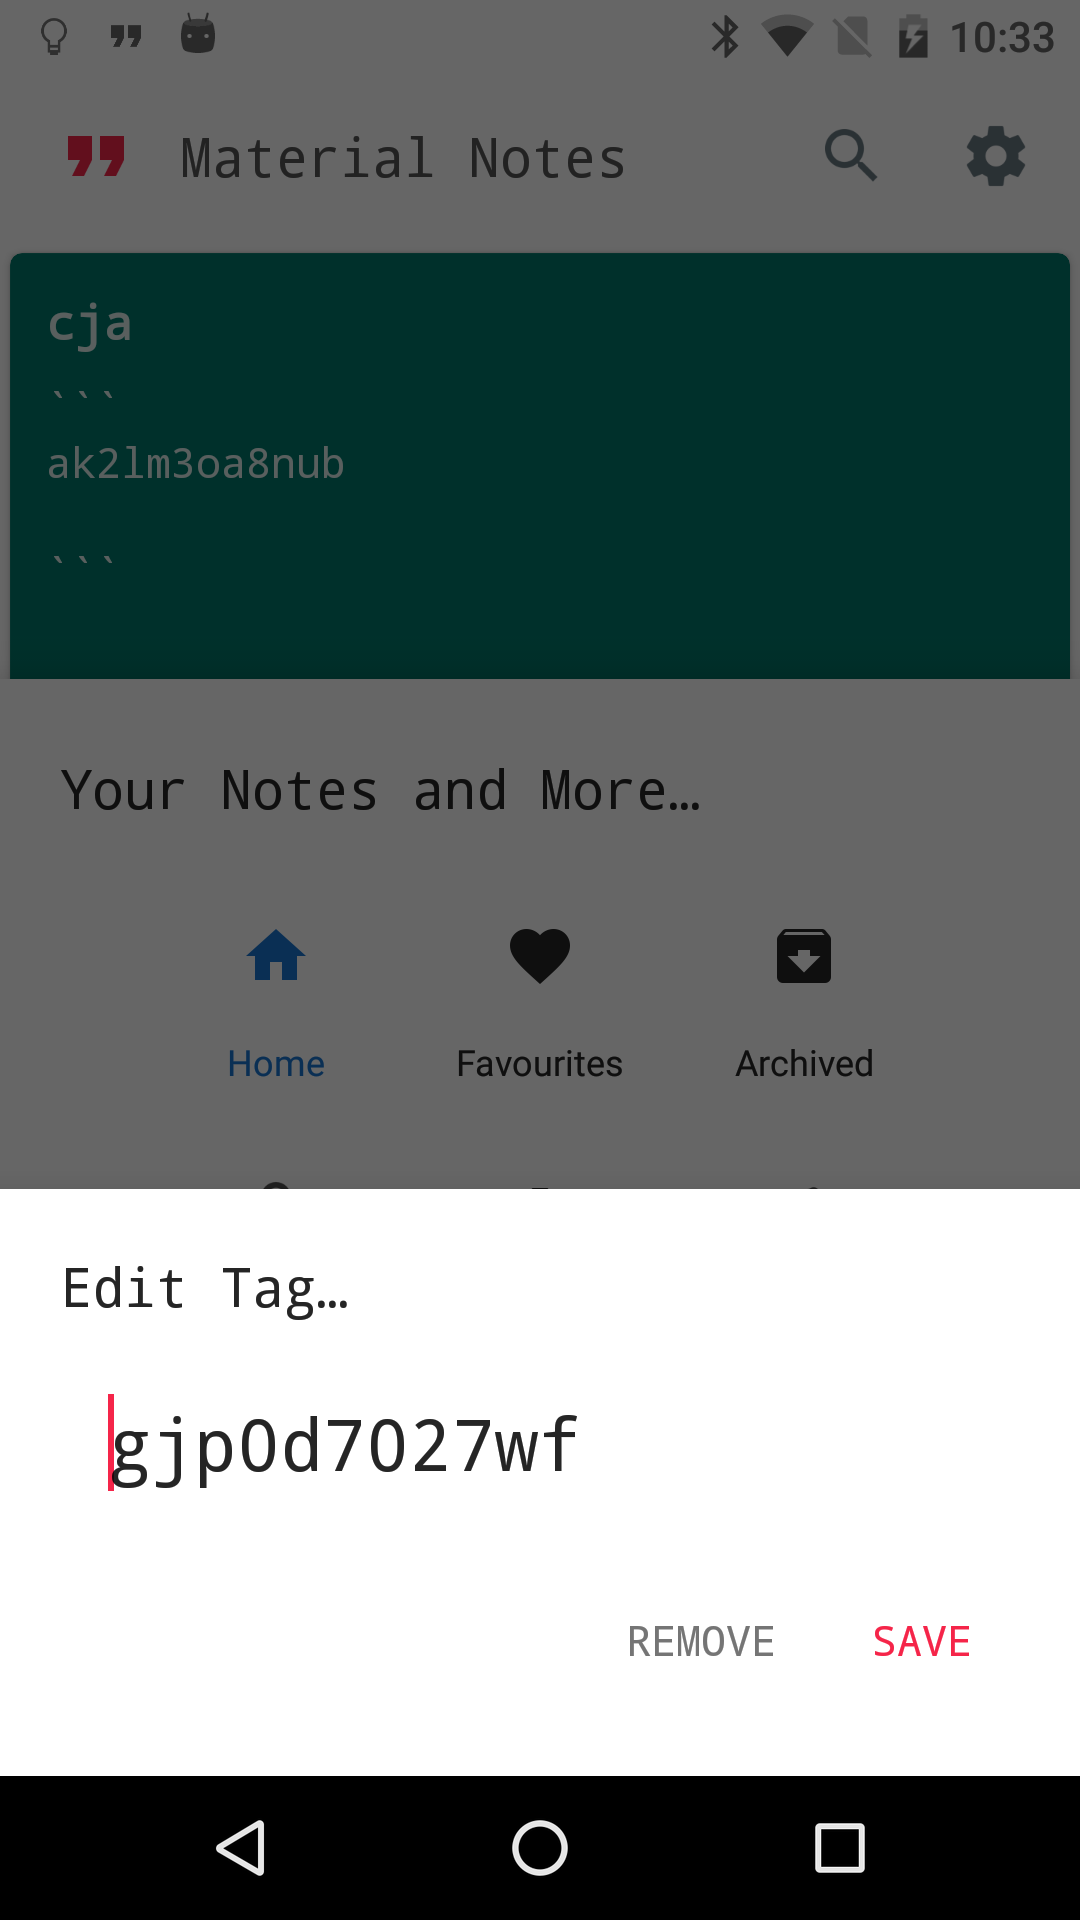 10:33
Material Notes
cja
```
ak2lm3oa8nub
```
Your Notes and More…
Home Favourites Archived
Edit Tag…
gjp0d7027wf
REMOVE SAVE